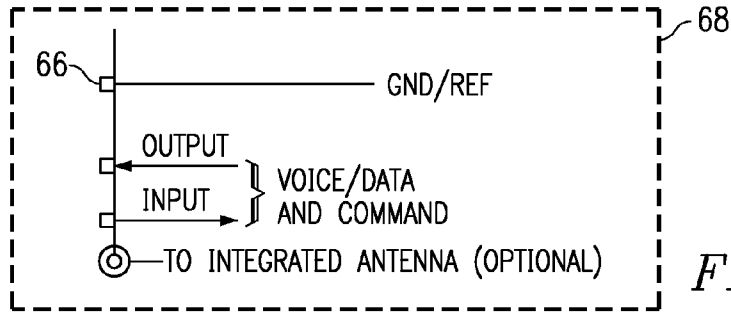 68
66
GND/REF
OUTPUT
VOICE/DATA
INPUT
AND COMMAND
TO INTEGRATED ANTENNA (OPTIONAL)